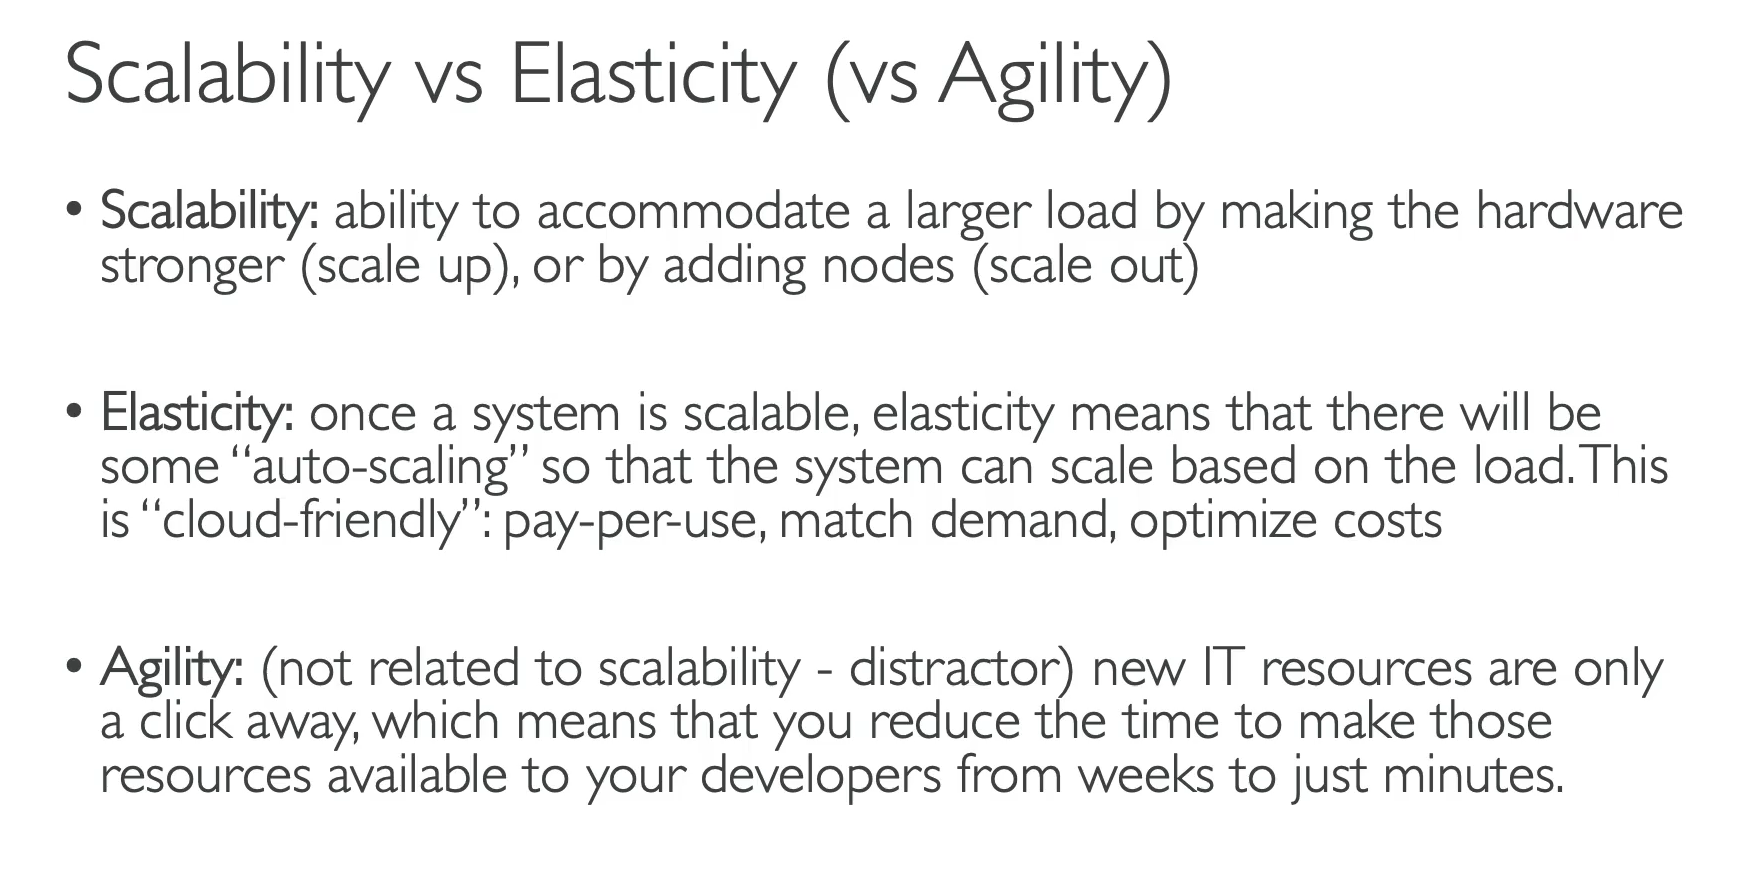 Scalability vs Elasticity (vs Agility)
• Scalability: ability to accommodate a larger load by making the hardware
stronger (scale up), or by adding nodes (scale out)
• Elasticity: once a system is scalable, elasticity means that there will be
some “auto-scaling” so that the system can scale based on the load. This
is “cloud-friendly”: pay-per-use, match demand, optimize costs
• Agility: (not related to scalability - distractor) new IT resources are only
a click away, which means that you reduce the time to make those
resources available to your developers from weeks to just minutes.